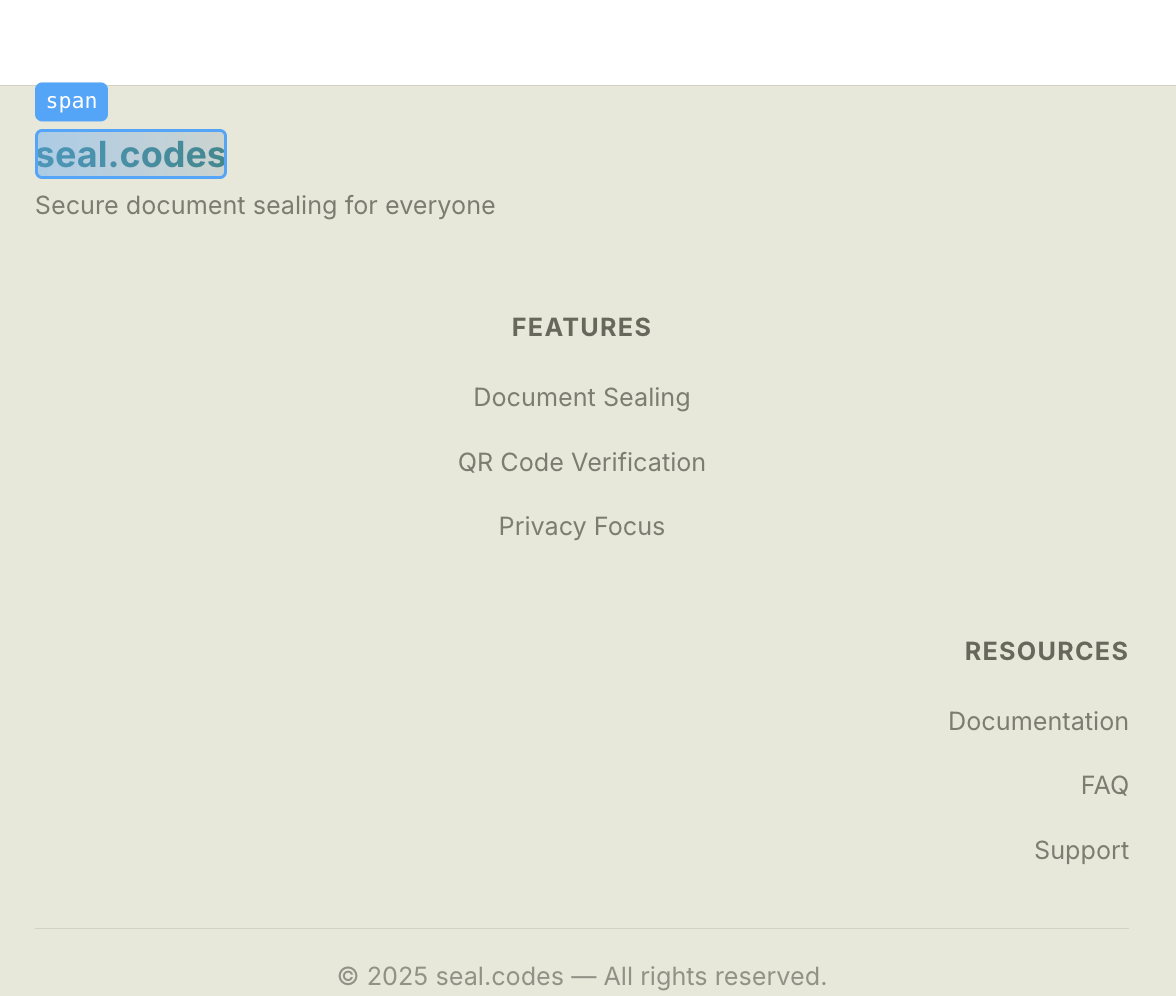 span
seal.codes
Secure document sealing for everyone
FEATURES
Document Sealing
QR Code Verification
Privacy Focus
RESOURCES
Documentation
FAQ
Support
© 2025 seal.codes — All rights reserved.